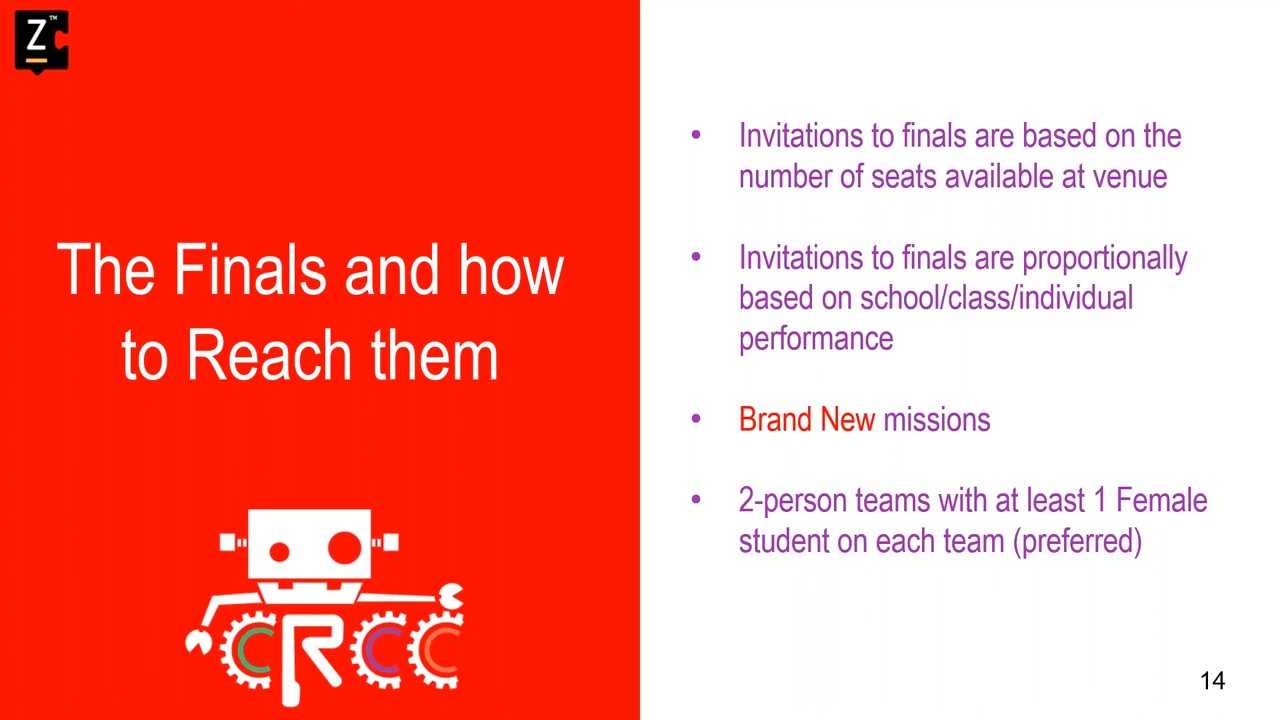 Z™
The Finals and how
to Reach them
CRCC
• Invitations to finals are based on the
number of seats available at venue
• Invitations to finals are proportionally
based on school/class/individual
performance
• Brand New missions
• 2-person teams with at least 1 Female
student on each team (preferred)
14